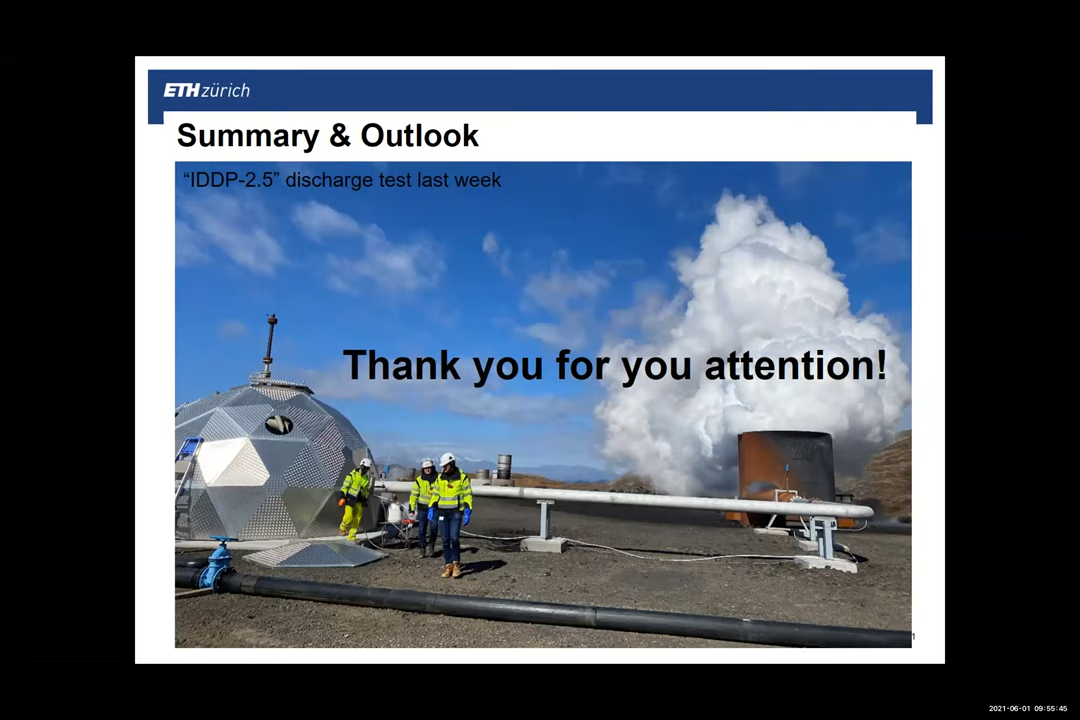 ETH zürich
Summary & Outlook
“IDDP-2.5” discharge test last week
Thank you for you attention!
1
2021-06-01 09:55:45